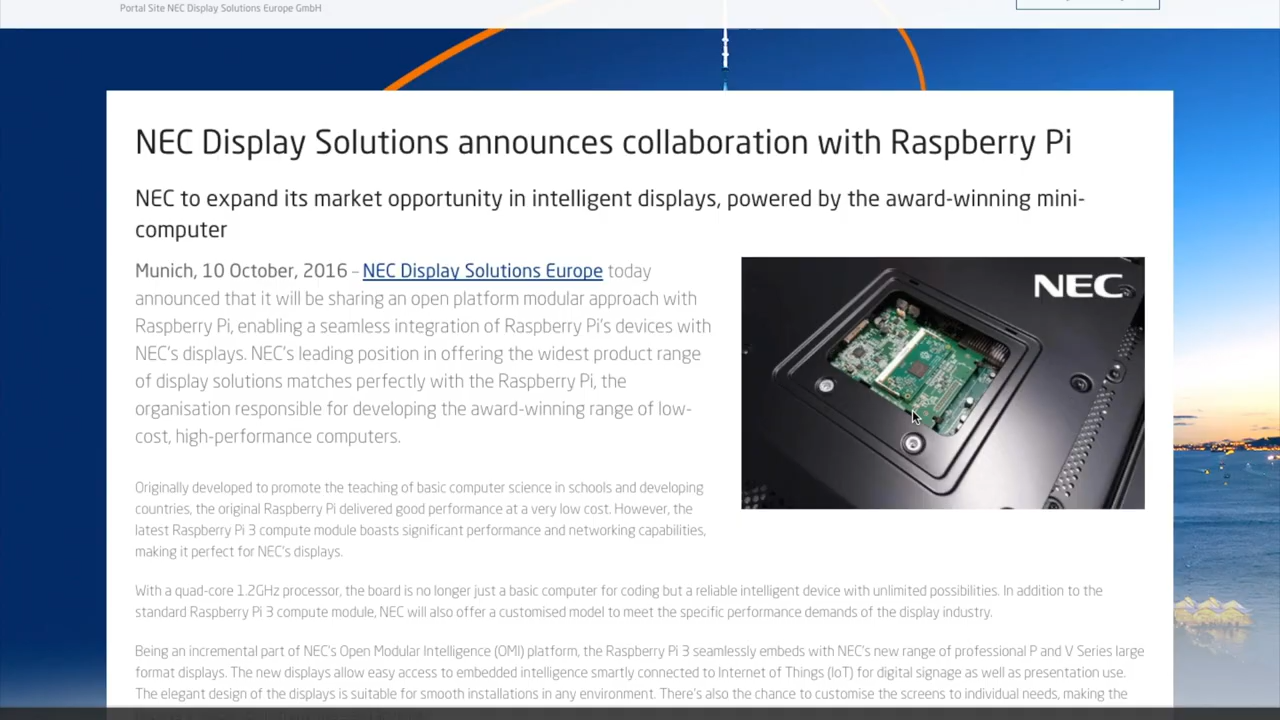 Portal Site NEC Display Solutions Europe GmbH
NEC Display Solutions announces collaboration with Raspberry Pi
NEC to expand its market opportunity in intelligent displays, powered by the award-winning mini-
computer
Munich, 10 October, 2016 – NEC Display Solutions Europe today
announced that it will be sharing an open platform modular approach with
Raspberry Pi, enabling a seamless integration of Raspberry Pi's devices with
NEC's displays. NEC's leading position in offering the widest product range
of display solutions matches perfectly with the Raspberry Pi, the
organisation responsible for developing the award-winning range of low-
cost, high-performance computers.
NEC
Originally developed to promote the teaching of basic computer science in schools and developing
countries, the original Raspberry Pi delivered good performance at a very low cost. However, the
latest Raspberry Pi 3 compute module boasts significant performance and networking capabilities,
making it perfect for NEC's displays.
With a quad-core 1.2GHz processor, the board is no longer just a basic computer for coding but a reliable intelligent device with unlimited possibilities. In addition to the
standard Raspberry Pi 3 compute module, NEC will also offer a customised model to meet the specific performance demands of the display industry.
Being an incremental part of NEC's Open Modular Intelligence (OMI) platform, the Raspberry Pi 3 seamlessly embeds with NEC's new range of professional P and V Series large
format displays. The new displays allow easy access to embedded intelligence smartly connected to Internet of Things (IoT) for digital signage as well as presentation use.
The elegant design of the displays is suitable for smooth installations in any environment. There's also the chance to customise the screens to individual needs, making the